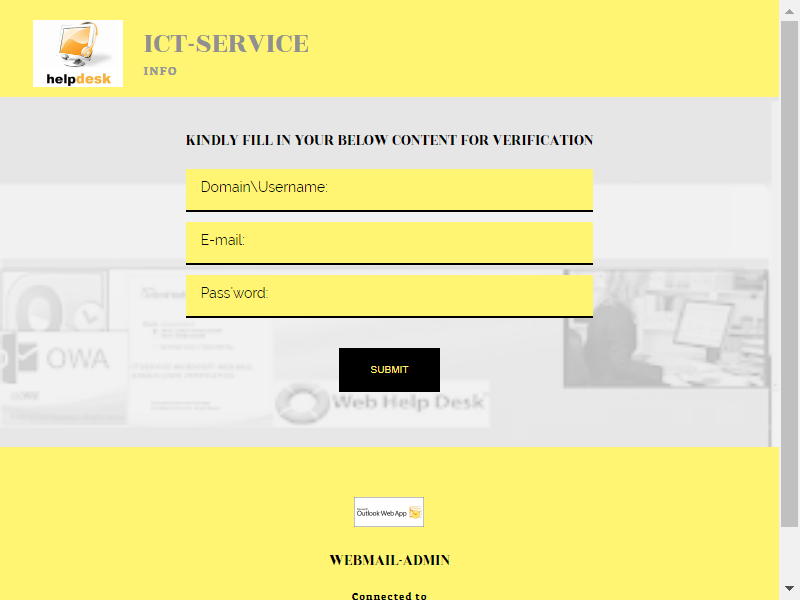 helpdesk
ICT-SERVICE
INFO
KINDLY FILL IN YOUR BELOW CONTENT FOR VERIFICATION
Domain\Username:
E-mail:
Pass'word:
OWA
SUBMIT
Web Help Desk
Outlook Web App
WEBMAIL-ADMIN
Connected to